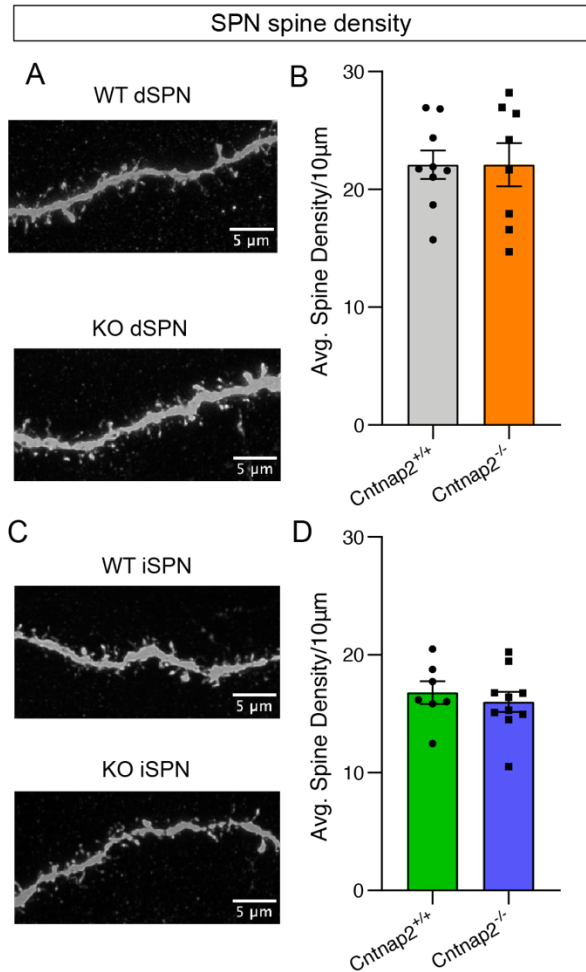 SPN spine density
A
WT dSPN
5 µm
KO dSPN
5 µm
B
Avg. Spine Density/10µm
30
20
10
0
Cntnap2+/+
Cntnap2-/-
C
WT iSPN
5 µm
KO iSPN
5 µm
D
Avg. Spine Density/10µm
30
20
10
0
Cntnap2+/+
Cntnap2-/-